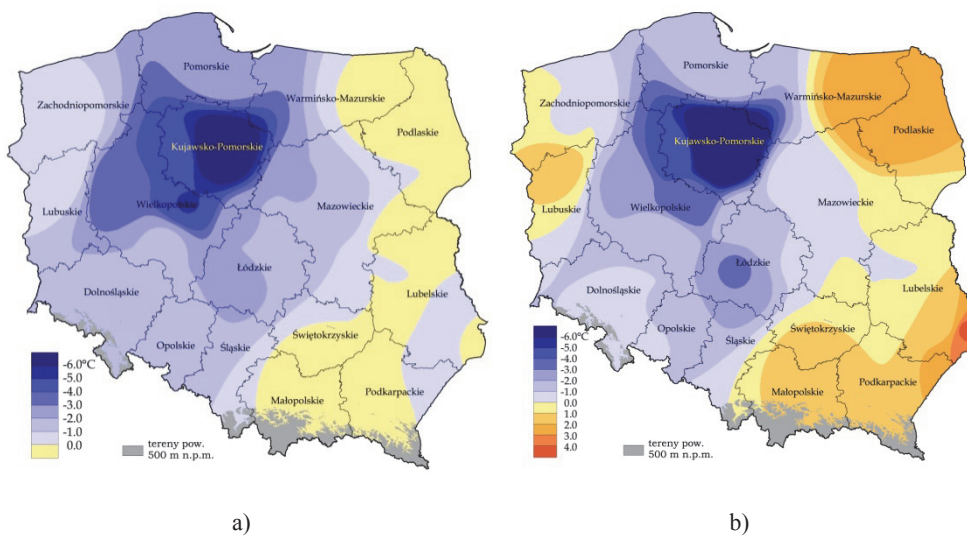 Pomorskie
Zachodniopomorskie
Warmińsko-Mazurskie
Podlaskie
Kujawsko-Pomorskie
Wielkopolskie
Mazowieckie
Lubuskie
Łódzkie
Dolnośląskie
Lubelskie
Opolskie
Śląskie
Świętokrzyskie
Małopolskie
Podkarpackie
-6.0°C
-5.0
-4.0
-3.0
-2.0
-1.0
0.0
tereny pow.
500 m n.p.m.
a)
Pomorskie
Zachodniopomorskie
Warmińsko-Mazurskie
Podlaskie
Kujawsko-Pomorskie
Wielkopolskie
Mazowieckie
Lubuskie
Łódzkie
Dolnośląskie
Lubelskie
Opolskie
Śląskie
Świętokrzyskie
Małopolskie
Podkarpackie
-6.0°C
-5.0
-4.0
-3.0
-2.0
-1.0
0.0
1.0
2.0
3.0
4.0
tereny pow.
500 m n.p.m.
b)